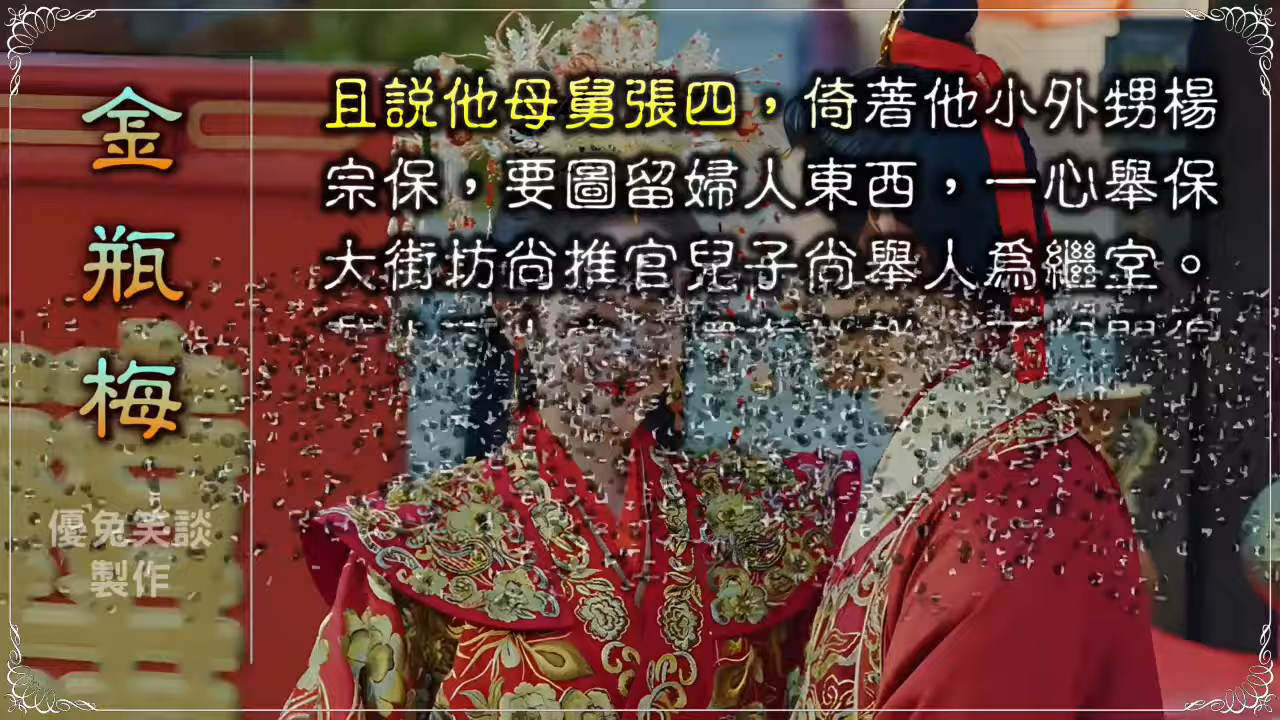 金瓶梅
優兔笑談
製作
且説他母舅張四，倚著他小外甥楊
宗保，要圖留婦人東西，一心舉保
大街坊尚推官兒子尚舉人為繼室。